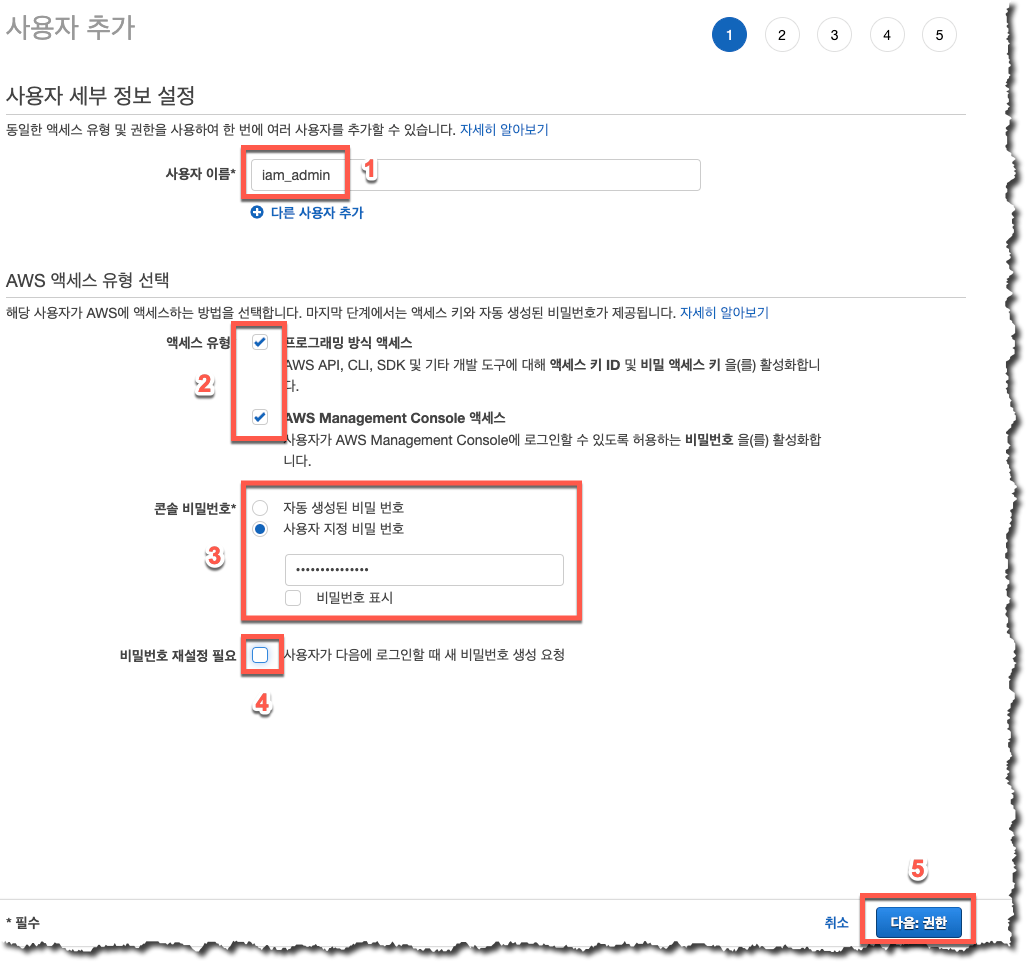 사용자 추가
1 2 3 4 5
사용자 세부 정보 설정
동일한 액세스 유형 및 권한을 사용하여 한 번에 여러 사용자를 추가할 수 있습니다. 자세히 알아보기
사용자 이름* iam_admin 1
다른 사용자 추가
AWS 액세스 유형 선택
해당 사용자가 AWS에 액세스하는 방법을 선택합니다. 마지막 단계에서는 액세스 키와 자동 생성된 비밀번호가 제공됩니다. 자세히 알아보기
액세스 유형 프로그래밍 방식 액세스
AWS API, CLI, SDK 및 기타 개발 도구에 대해 액세스 키 ID 및 비밀 액세스 키 을(를) 활성화합니
다.
2
AWS Management Console 액세스
사용자가 AWS Management Console에 로그인할 수 있도록 허용하는 비밀번호 을(를) 활성화합
니다.
콘솔 비밀번호* 자동 생성된 비밀 번호
사용자 지정 비밀 번호
3
•••••••••••••••
비밀번호 표시
비밀번호 재설정 필요 사용자가 다음에 로그인할 때 새 비밀번호 생성 요청
4
5
* 필수 취소 다음: 권한